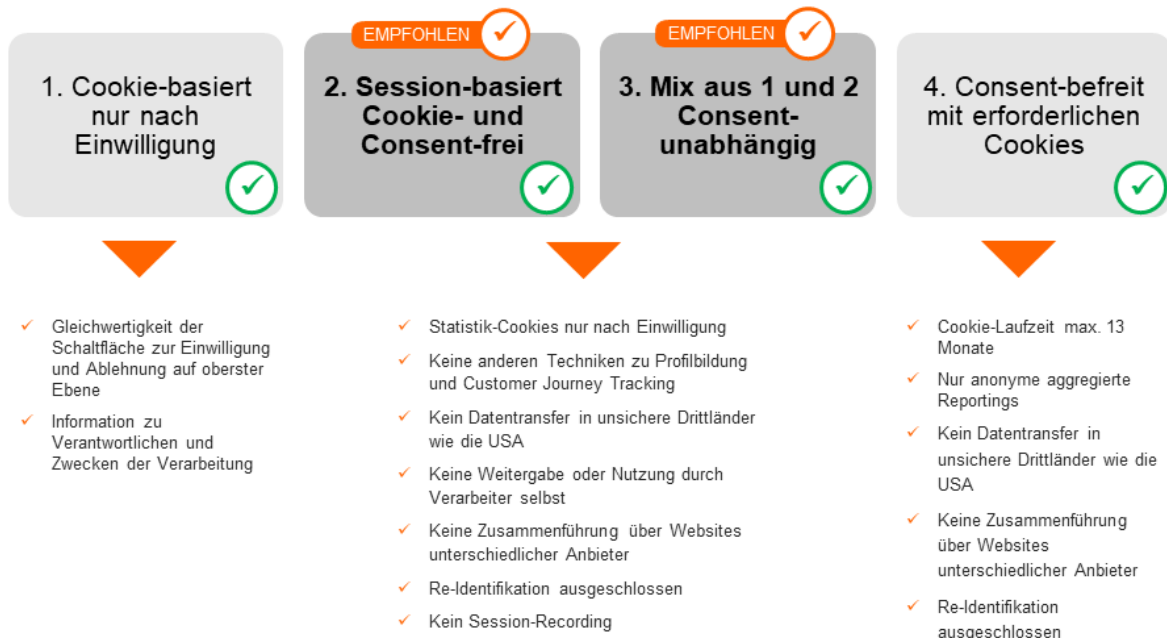 EMPFOHLEN
EMPFOHLEN
1. Cookie-basiert
nur nach
Einwilligung
2. Session-basiert
Cookie- und
Consent-frei
3. Mix aus 1 und 2
Consent-
unabhängig
4. Consent-befreit
mit erforderlichen
Cookies
Gleichwertigkeit der
Schaltfläche zur Einwilligung
und Ablehnung auf oberster
Ebene
Information zu
Verantwortlichen und
Zwecken der Verarbeitung
Statistik-Cookies nur nach Einwilligung
Keine anderen Techniken zu Profilbildung
und Customer Journey Tracking
Kein Datentransfer in unsichere Drittländer
wie die USA
Keine Weitergabe oder Nutzung durch
Verarbeiter selbst
Keine Zusammenführung über Websites
unterschiedlicher Anbieter
Re-Identifikation ausgeschlossen
Kein Session-Recording
Cookie-Laufzeit max. 13
Monate
Nur anonyme aggregierte
Reportings
Kein Datentransfer in
unsichere Drittländer wie die
USA
Keine Zusammenführung
über Websites
unterschiedlicher Anbieter
Re-Identifikation
ausgeschlossen